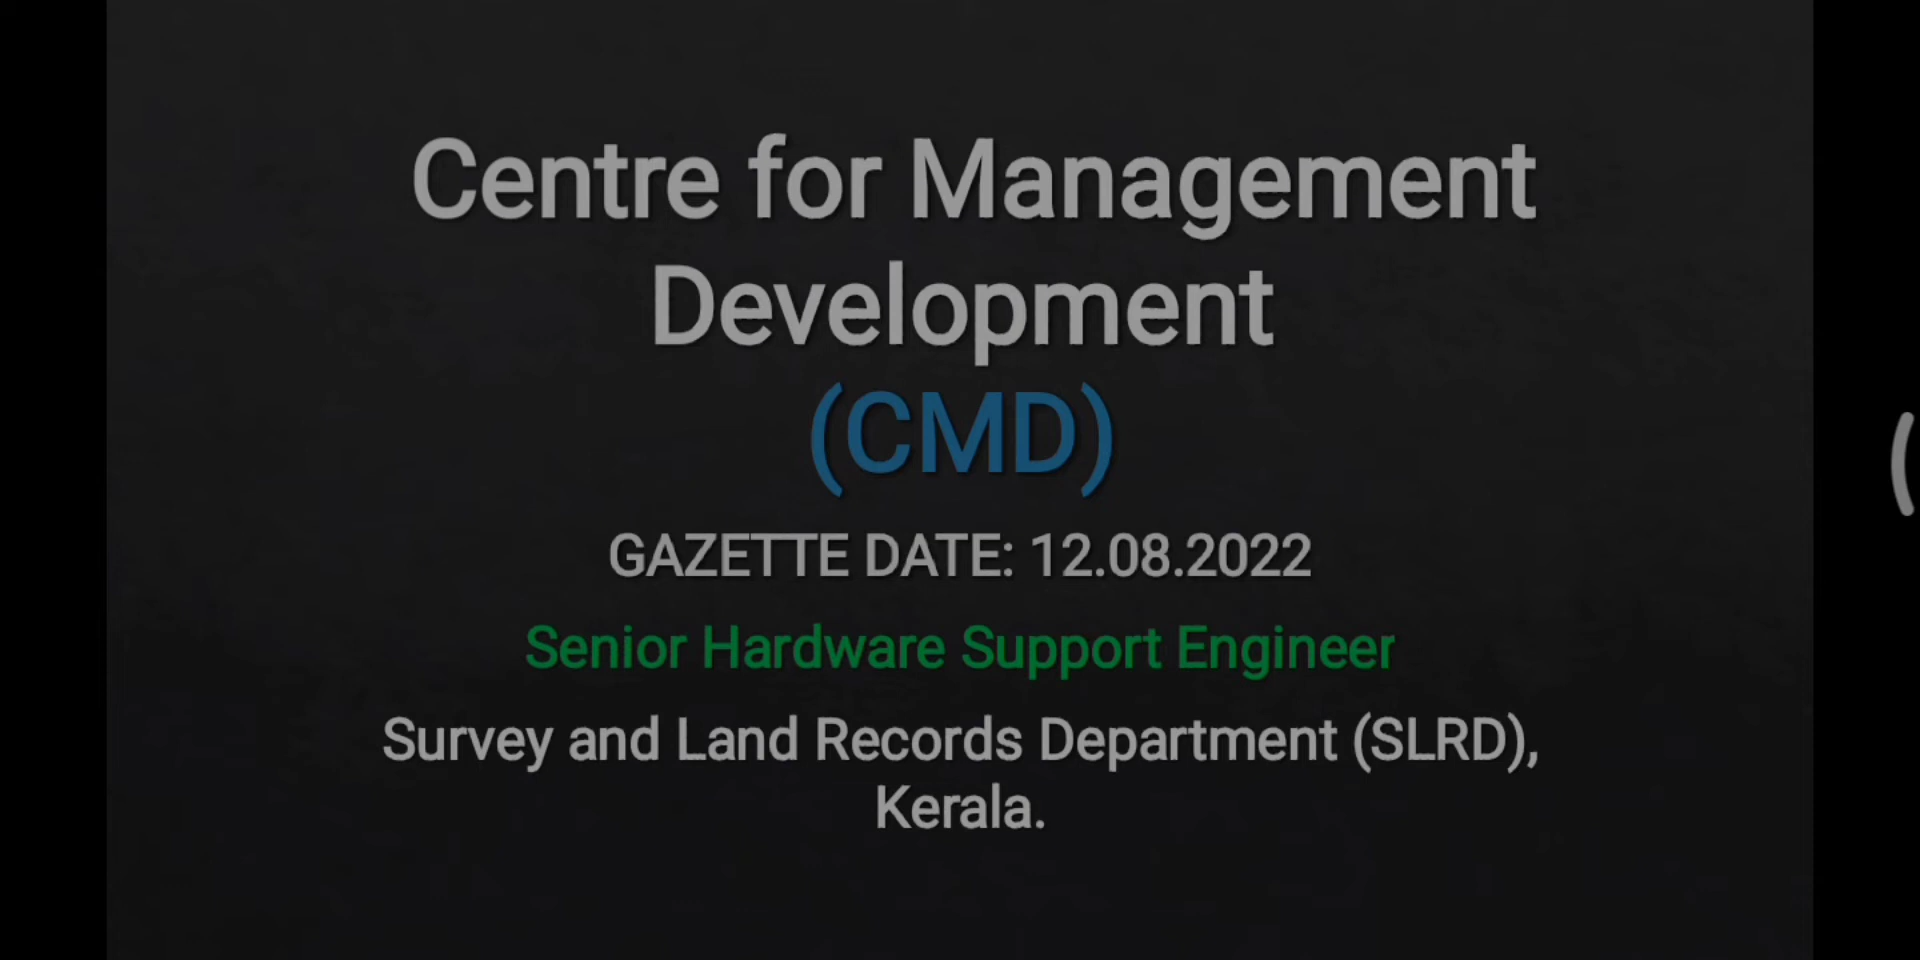 Centre for Management
Development
(CMD)
GAZETTE DATE: 12.08.2022
Senior Hardware Support Engineer
Survey and Land Records Department (SLRD),
Kerala.